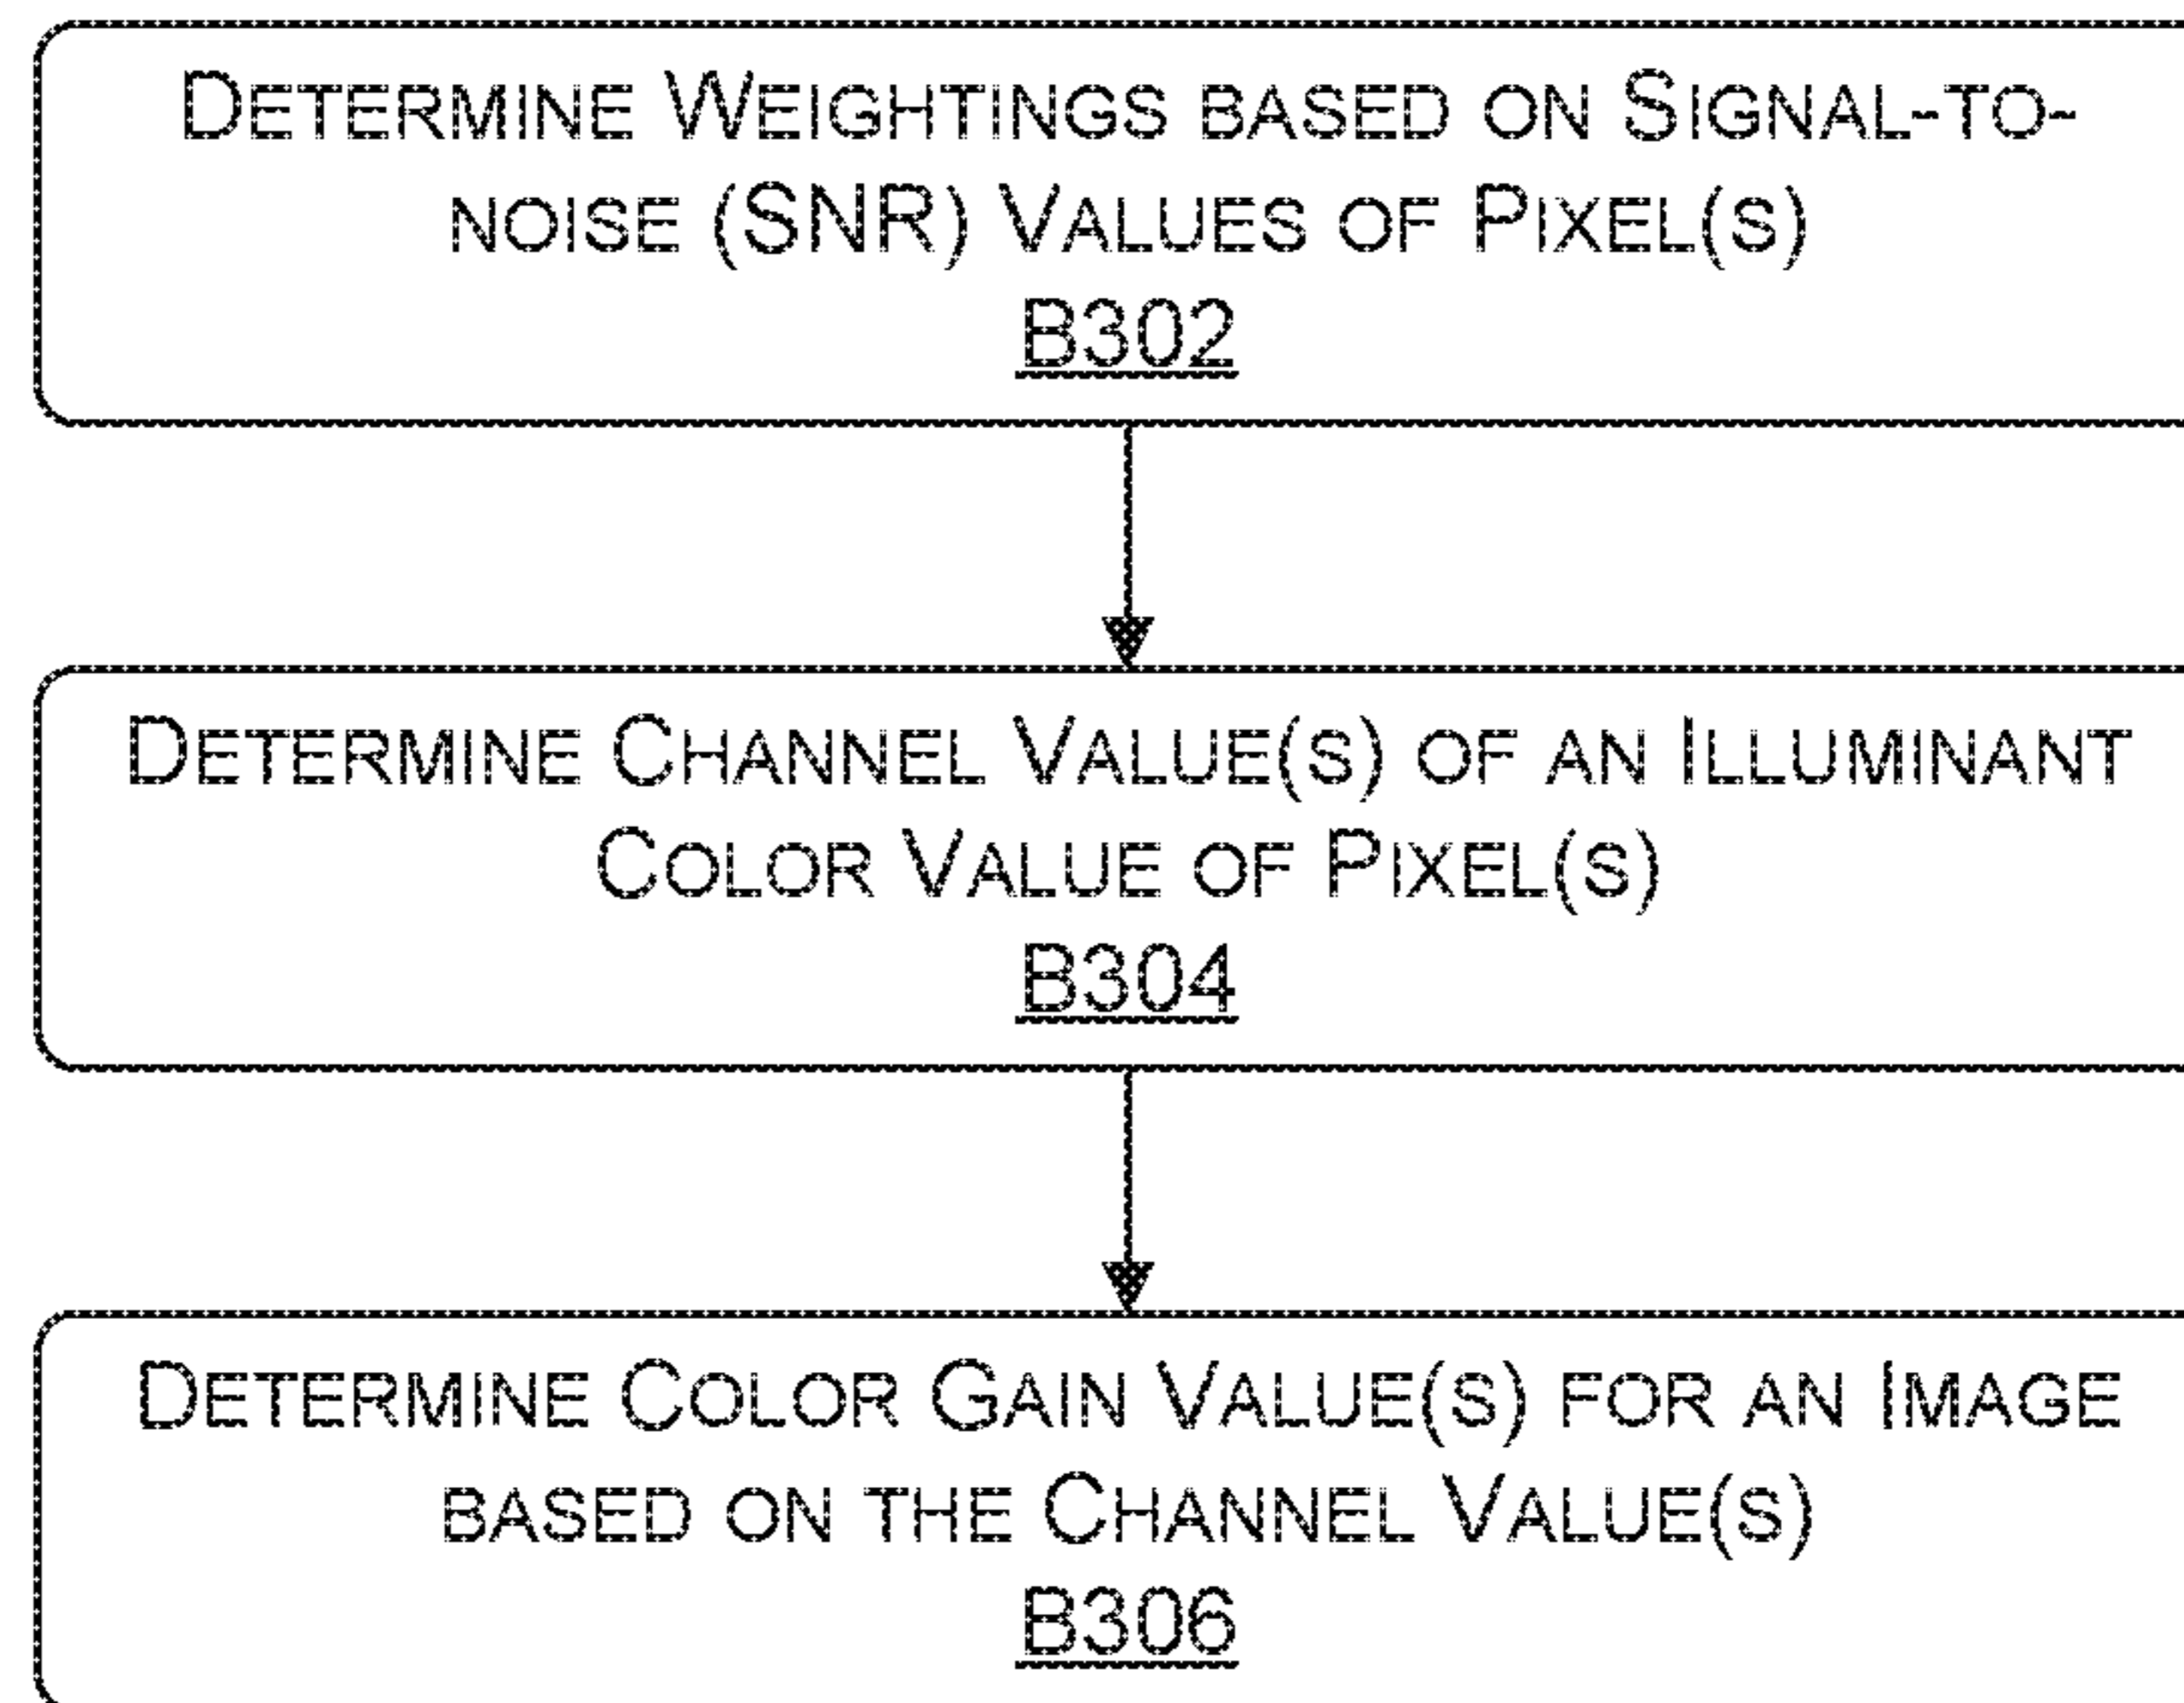 DETERMINE WEIGHTINGS BASED ON SIGNAL-TO-
NOISE (SNR) VALUES OF PIXEL(S)
B302
DETERMINE CHANNEL VALUE(S) OF AN ILLUMINANT
COLOR VALUE OF PIXEL(S)
B304
DETERMINE COLOR GAIN VALUE(S) FOR AN IMAGE
BASED ON THE CHANNEL VALUE(S)
B306